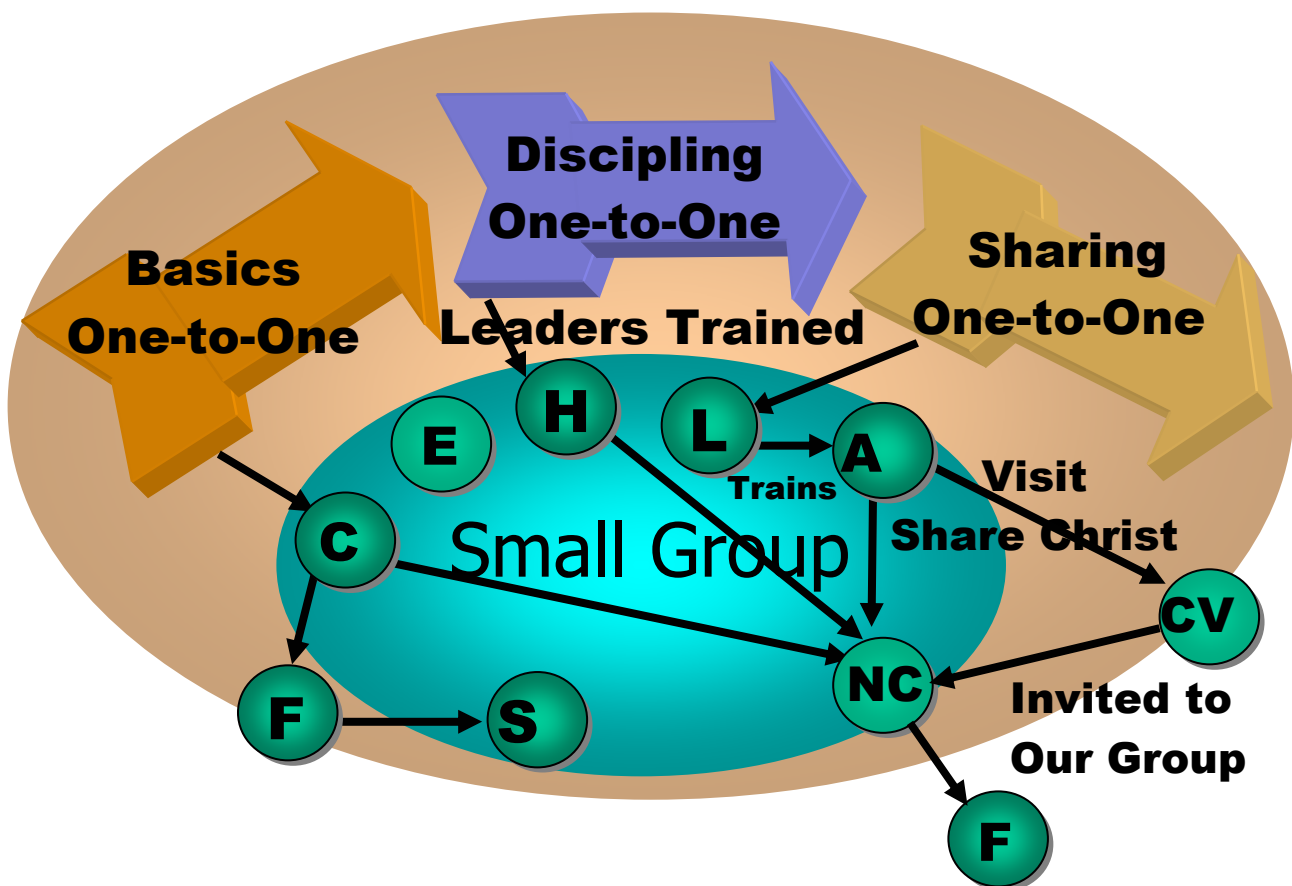 Discipling
One-to-One
Basics
One-to-One
Sharing
One-to-One
Leaders Trained
H
L
E
A
Trains
Visit
Share Christ
C
Small Group
CV
NC
F
S
Invited to
Our Group
F